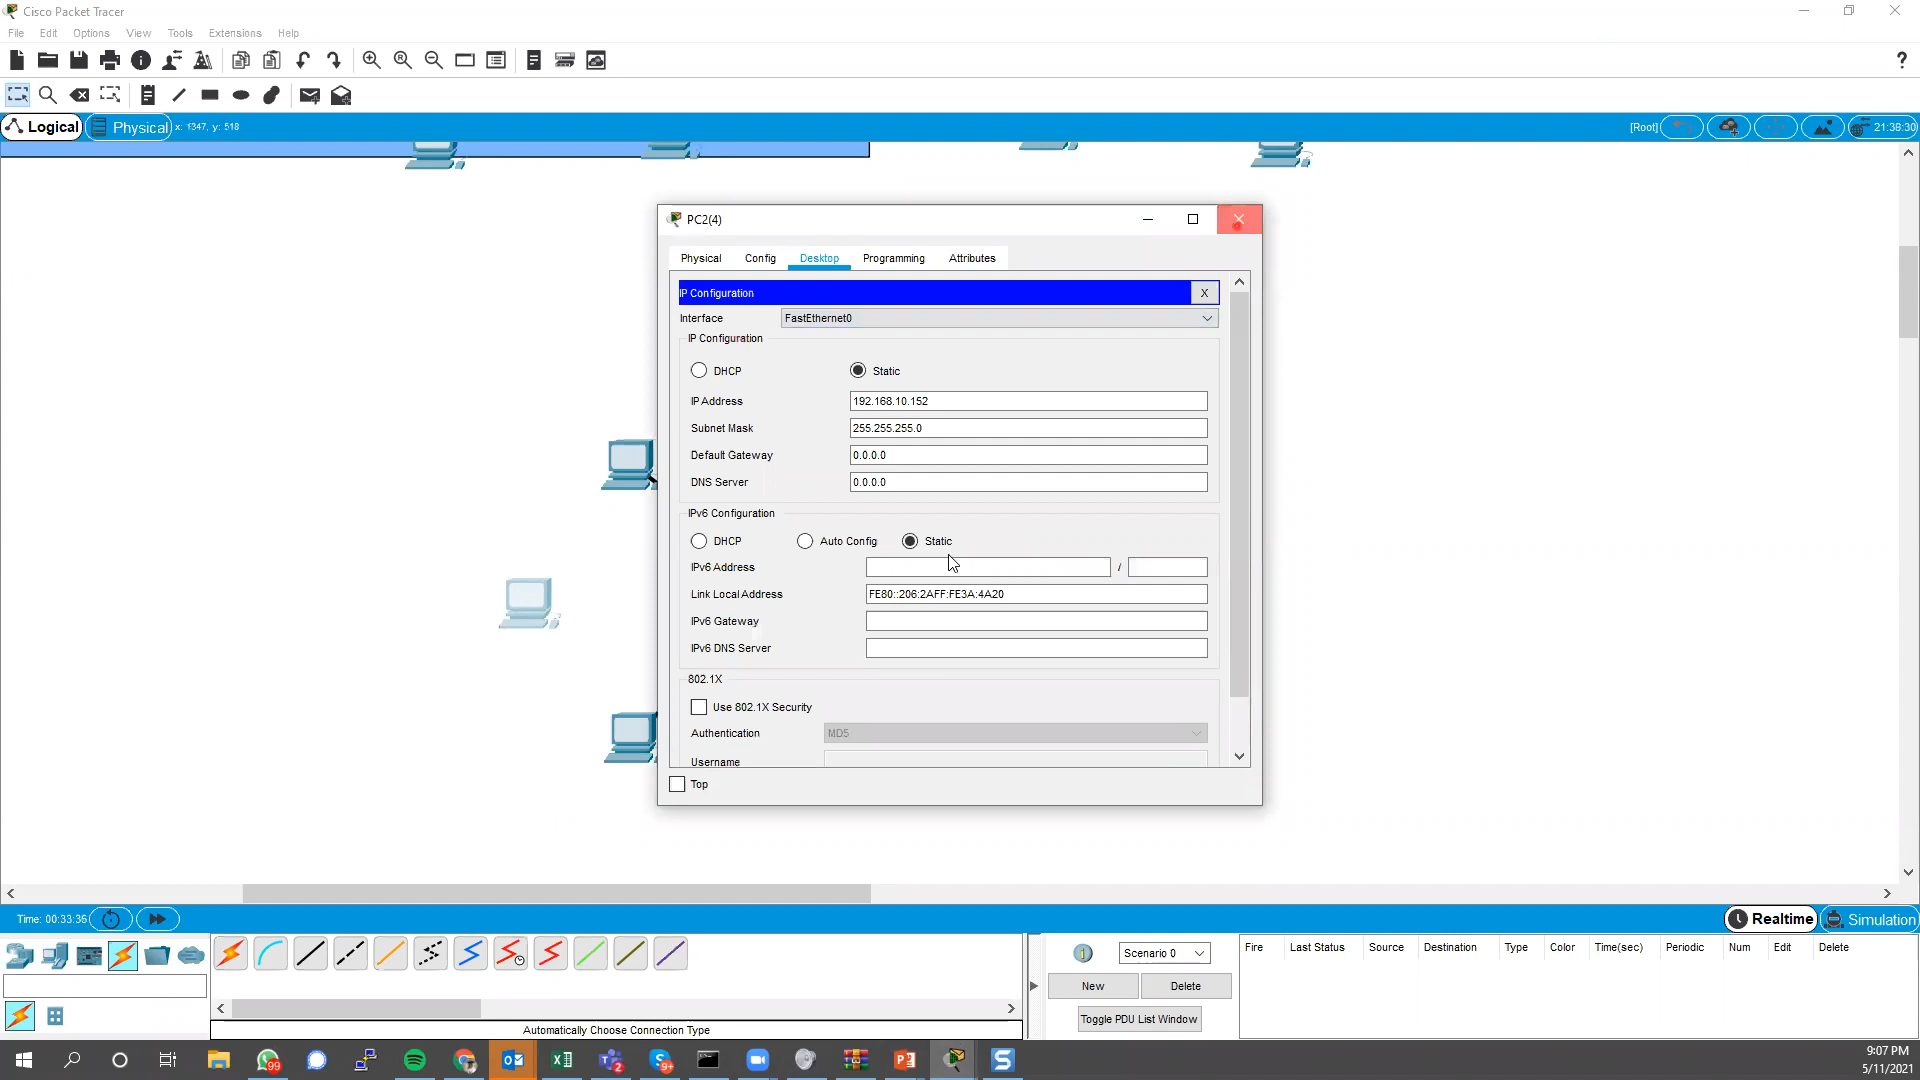 Cisco Packet Tracer
File Edit Options View Tools Extensions Help
Logical Physical x: 1347, y: 518 [Root] 21:38:30
PC2(4)
Physical Config Desktop Programming Attributes
IP Configuration X
Interface FastEthernet0
IP Configuration
DHCP Static
IP Address 192.168.10.152
Subnet Mask 255.255.255.0
Default Gateway 0.0.0.0
DNS Server 0.0.0.0
IPv6 Configuration
DHCP Auto Config Static
IPv6 Address /
Link Local Address FE80::206:2AFF:FE3A:4A20
IPv6 Gateway
IPv6 DNS Server
802.1X
Use 802.1X Security
Authentication MD5
Username
Top
Time: 00:33:36 Realtime Simulation
Scenario 0
New Delete
Toggle PDU List Window
Fire Last Status Source Destination Type Color Time(sec) Periodic Num Edit Delete
Automatically Choose Connection Type
99 2 9+
9:07 PM
5/11/2021